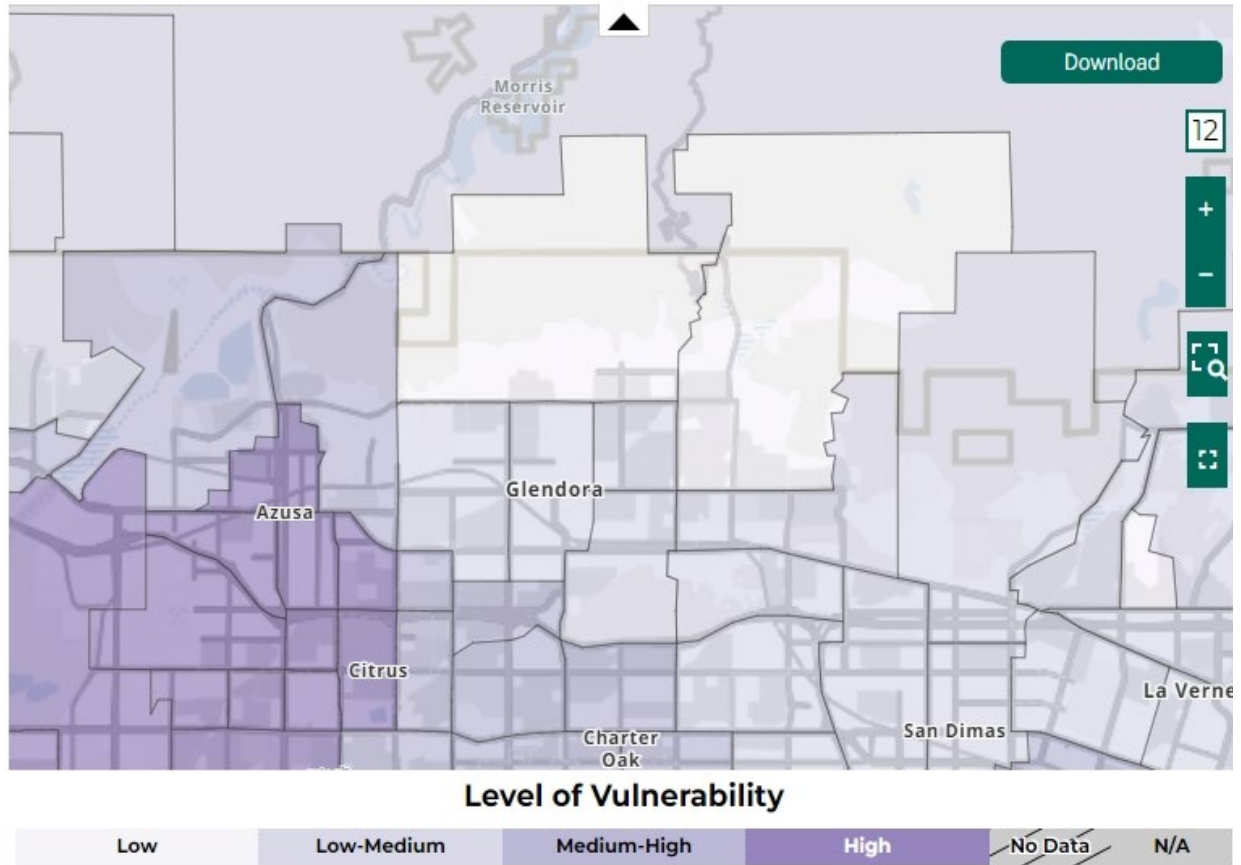 Download
Morris
Reservoir
12
+
−
Glendora
Azusa
Citrus
La Verne
San Dimas
Charter
Oak
Level of Vulnerability
Low
Low-Medium
Medium-High
High
No Data
N/A